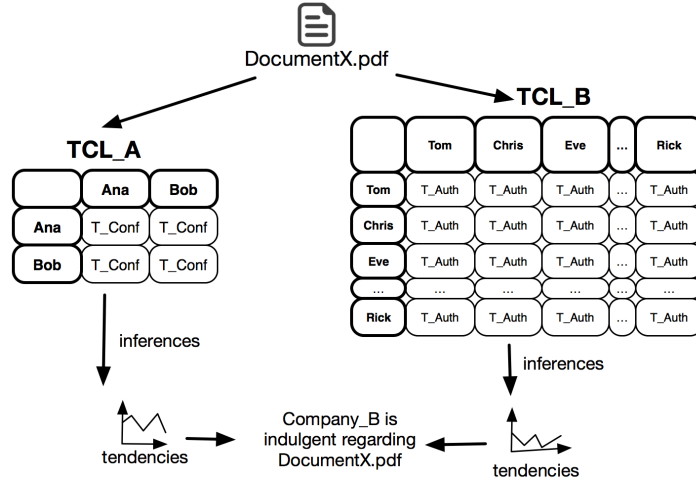 DocumentX.pdf
TCL_A
Ana Bob
Ana T_Conf T_Conf
Bob T_Conf T_Conf
inferences
tendencies
TCL_B
Tom Chris Eve ... Rick
Tom T_Auth T_Auth T_Auth ... T_Auth
Chris T_Auth T_Auth T_Auth ... T_Auth
Eve T_Auth T_Auth T_Auth ... T_Auth
... ... ... ... ... ...
Rick T_Auth T_Auth T_Auth ... T_Auth
inferences
tendencies
Company_B is
indulgent regarding
DocumentX.pdf